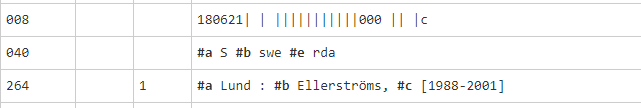 008 180621| | |||||||||||000 || |c
040 #a S #b swe #e rda
264 1 #a Lund : #b Ellerströms, #c [1988-2001]